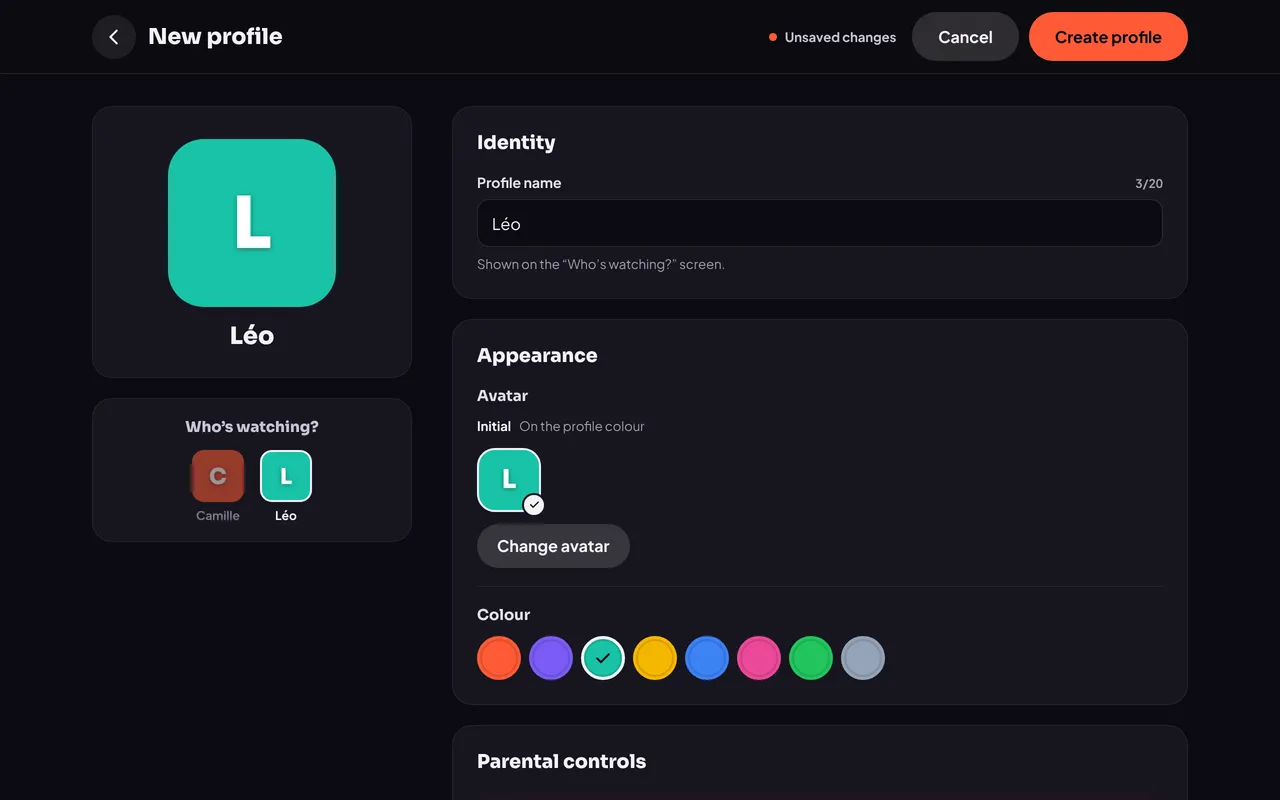 New profile
Unsaved changes
Cancel
Create profile
L
Léo
Who’s watching?
C
L
Camille
Léo
Identity
Profile name
3/20
Léo
Shown on the “Who’s watching?” screen.
Appearance
Avatar
Initial On the profile colour
L
Change avatar
Colour
Parental controls